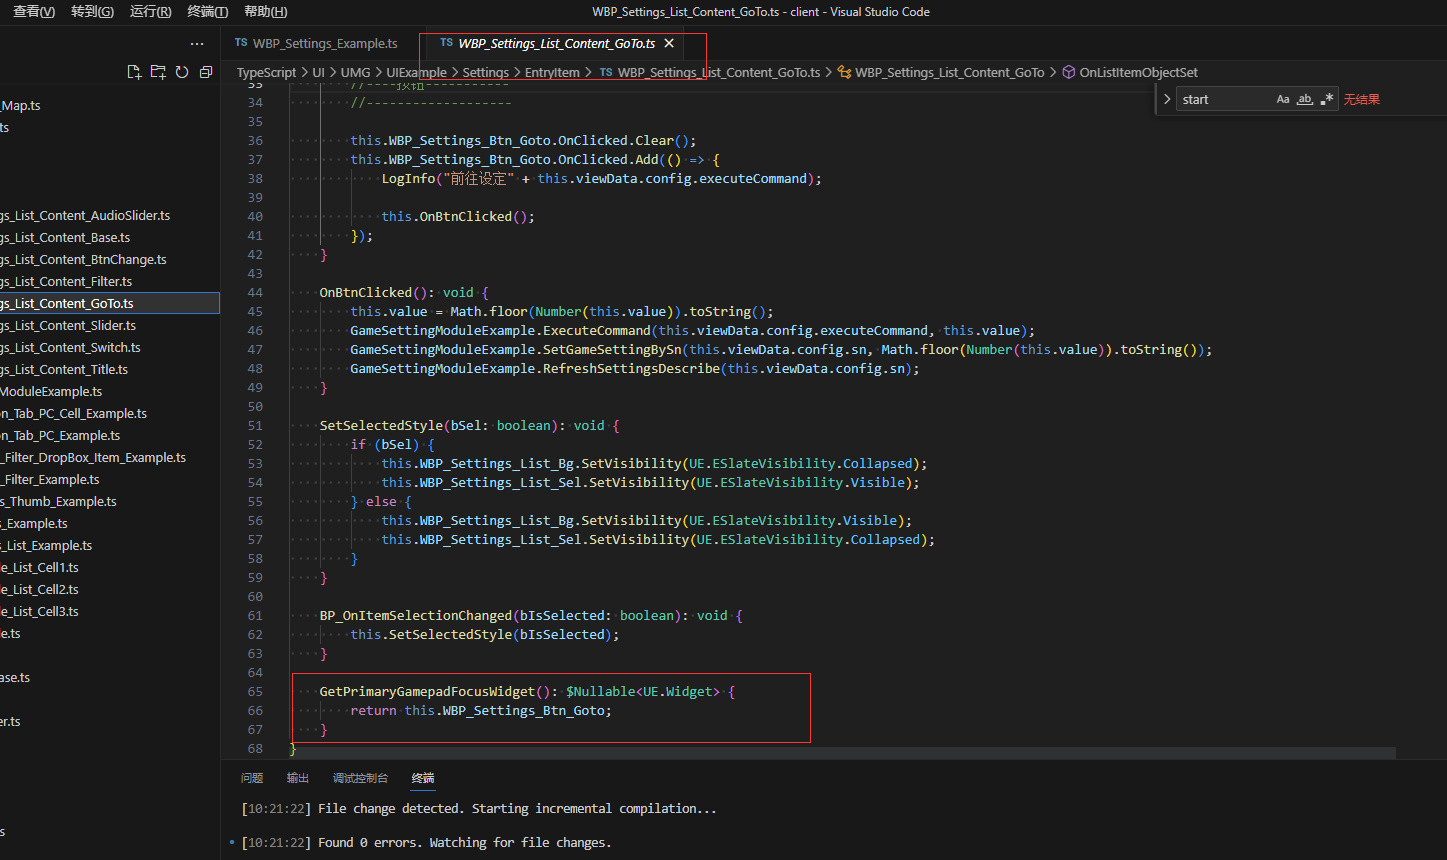 查看(V) 转到(G) 运行(R) 终端(T) 帮助(H)
WBP_Settings_List_Content_GoTo.ts - client - Visual Studio Code
TS WBP_Settings_Example.ts
TS WBP_Settings_List_Content_GoTo.ts
TypeScript > UI > UMG > UIExample > Settings > EntryItem > TS WBP_Settings_List_Content_GoTo.ts > WBP_Settings_List_Content_GoTo > OnListItemObjectSet
start
Aa ab .*
无结果
_Map.ts
ts
gs_List_Content_AudioSlider.ts
gs_List_Content_Base.ts
gs_List_Content_BtnChange.ts
gs_List_Content_Filter.ts
gs_List_Content_GoTo.ts
gs_List_Content_Slider.ts
gs_List_Content_Switch.ts
gs_List_Content_Title.ts
ModuleExample.ts
on_Tab_PC_Cell_Example.ts
on_Tab_PC_Example.ts
_Filter_DropBox_Item_Example.ts
_Filter_Example.ts
s_Thumb_Example.ts
s_Example.ts
s_List_Example.ts
le_List_Cell1.ts
le_List_Cell2.ts
le_List_Cell3.ts
le.ts
ase.ts
er.ts
s
33 //----按钮-----------
34 //-------------------
35
36 this.WBP_Settings_Btn_Goto.OnClicked.Clear();
37 this.WBP_Settings_Btn_Goto.OnClicked.Add(() => {
38 LogInfo("前往设定" + this.viewData.config.executeCommand);
39
40 this.OnBtnClicked();
41 });
42 }
43
44 OnBtnClicked(): void {
45 this.value = Math.floor(Number(this.value)).toString();
46 GameSettingModuleExample.ExecuteCommand(this.viewData.config.executeCommand, this.value);
47 GameSettingModuleExample.SetGameSettingBySn(this.viewData.config.sn, Math.floor(Number(this.value)).toString());
48 GameSettingModuleExample.RefreshSettingsDescribe(this.viewData.config.sn);
49 }
50
51 SetSelectedStyle(bSel: boolean): void {
52 if (bSel) {
53 this.WBP_Settings_List_Bg.SetVisibility(UE.ESlateVisibility.Collapsed);
54 this.WBP_Settings_List_Sel.SetVisibility(UE.ESlateVisibility.Visible);
55 } else {
56 this.WBP_Settings_List_Bg.SetVisibility(UE.ESlateVisibility.Visible);
57 this.WBP_Settings_List_Sel.SetVisibility(UE.ESlateVisibility.Collapsed);
58 }
59 }
60
61 BP_OnItemSelectionChanged(bIsSelected: boolean): void {
62 this.SetSelectedStyle(bIsSelected);
63 }
64
65 GetPrimaryGamepadFocusWidget(): $Nullable<UE.Widget> {
66 return this.WBP_Settings_Btn_Goto;
67 }
68 }
问题 输出 调试控制台 终端
[10:21:22] File change detected. Starting incremental compilation...
[10:21:22] Found 0 errors. Watching for file changes.